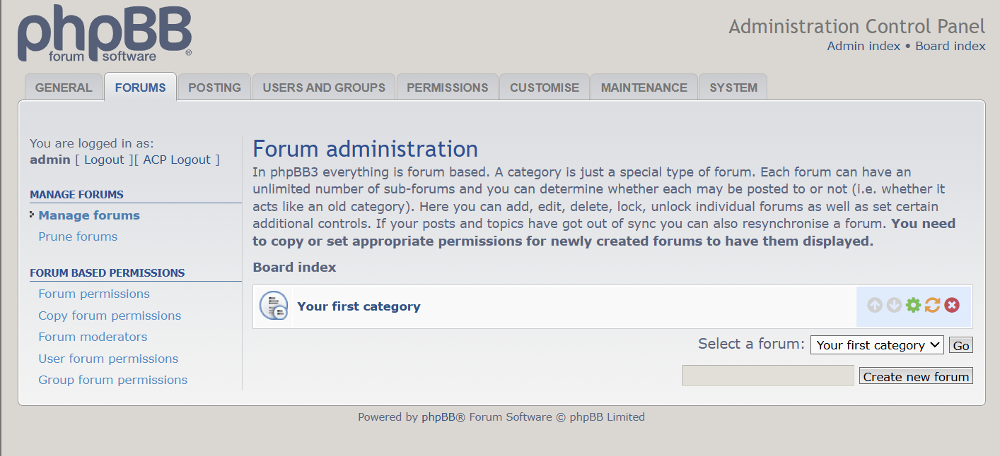 phpBB®
forum software
Administration Control Panel
Admin index • Board index
GENERAL
FORUMS
POSTING
USERS AND GROUPS
PERMISSIONS
CUSTOMISE
MAINTENANCE
SYSTEM
You are logged in as:
admin [ Logout ][ ACP Logout ]
MANAGE FORUMS
Manage forums
Prune forums
FORUM BASED PERMISSIONS
Forum permissions
Copy forum permissions
Forum moderators
User forum permissions
Group forum permissions
Forum administration
In phpBB3 everything is forum based. A category is just a special type of forum. Each forum can have an
unlimited number of sub-forums and you can determine whether each may be posted to or not (i.e. whether it
acts like an old category). Here you can add, edit, delete, lock, unlock individual forums as well as set certain
additional controls. If your posts and topics have got out of sync you can also resynchronise a forum. You need
to copy or set appropriate permissions for newly created forums to have them displayed.
Board index
Your first category
Select a forum: Your first category Go
Create new forum
Powered by phpBB® Forum Software © phpBB Limited